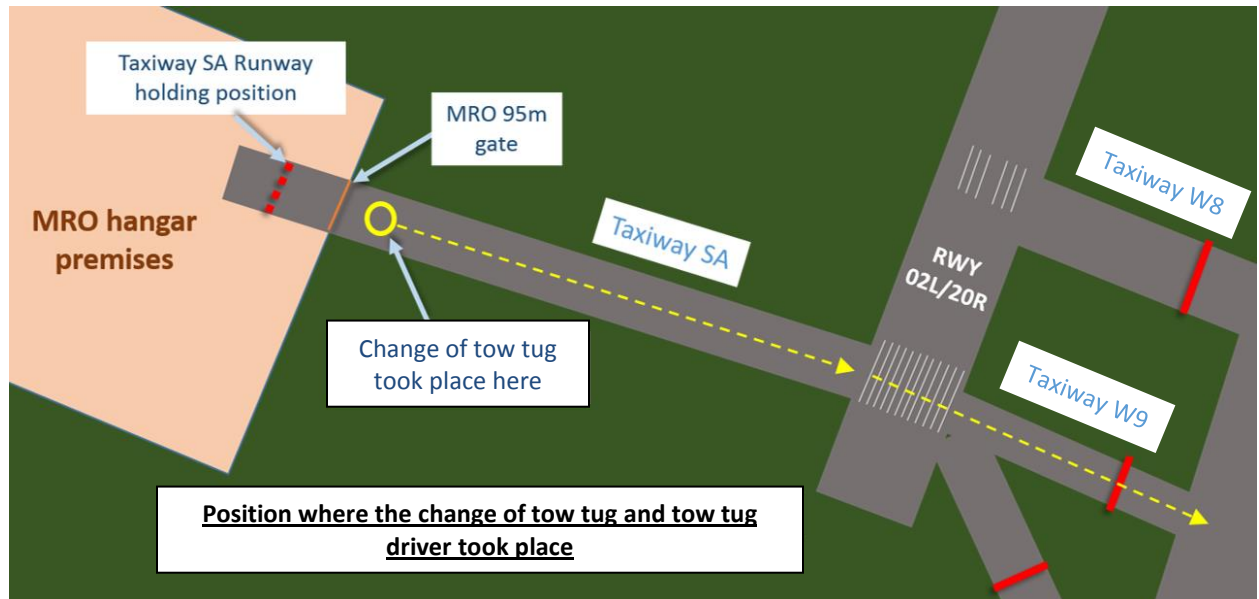 Taxiway SA Runway
holding position
MRO 95m
gate
MRO hangar
premises
Taxiway SA
RWY
02L/20R
Taxiway W8
Change of tow tug
took place here
Taxiway W9
Position where the change of tow tug and tow tug
driver took place